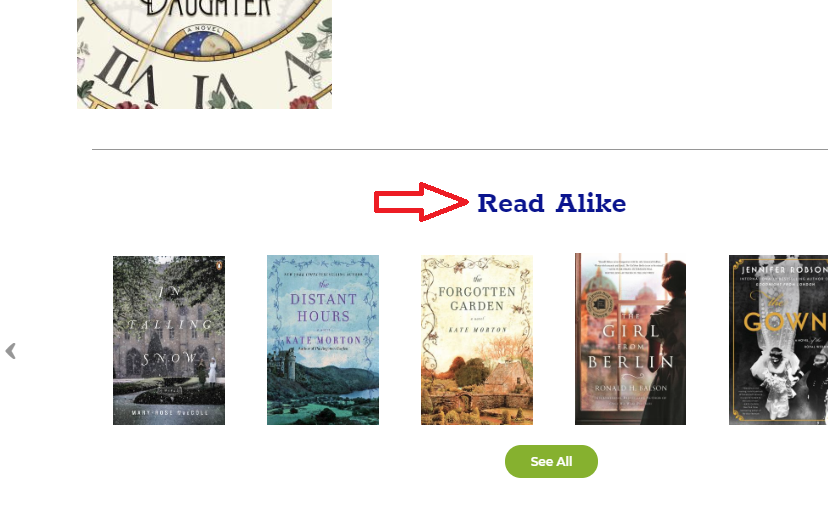 DAUGHTER
A NOVEL
VII VI V
Read Alike
IN
FALLING
SNOW
MARY-ROSE MACCOLL
NEW YORK TIMES BESTSELLING AUTHOR
the
DISTANT
HOURS
KATE MORTON
the
FORGOTTEN
GARDEN
a novel
KATE MORTON
THE
GIRL
FROM
BERLIN
RONALD H. BALSON
JENNIFER ROBSON
The
GOWN
See All